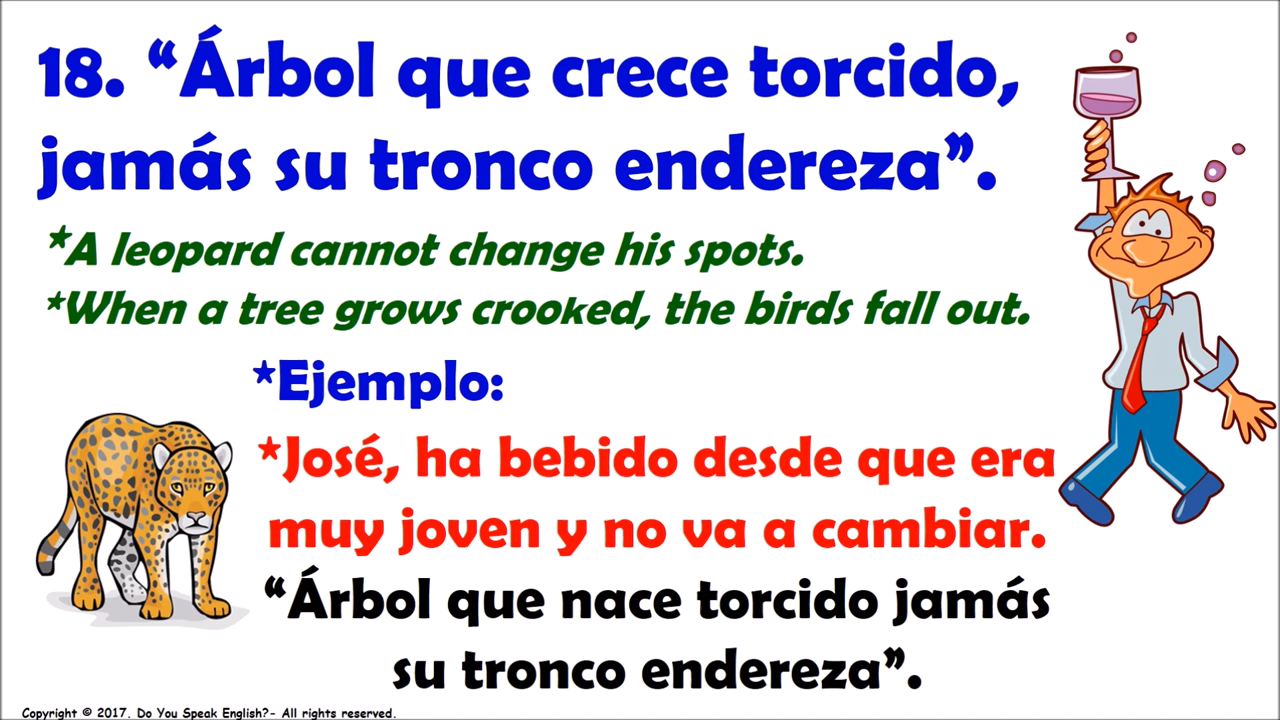 18. “Árbol que crece torcido,
jamás su tronco endereza”.
*A leopard cannot change his spots.
*When a tree grows crooked, the birds fall out.
*Ejemplo:
*José, ha bebido desde que era
muy joven y no va a cambiar.
“Árbol que nace torcido jamás
su tronco endereza”.
Copyright © 2017. Do You Speak English?- All rights reserved.